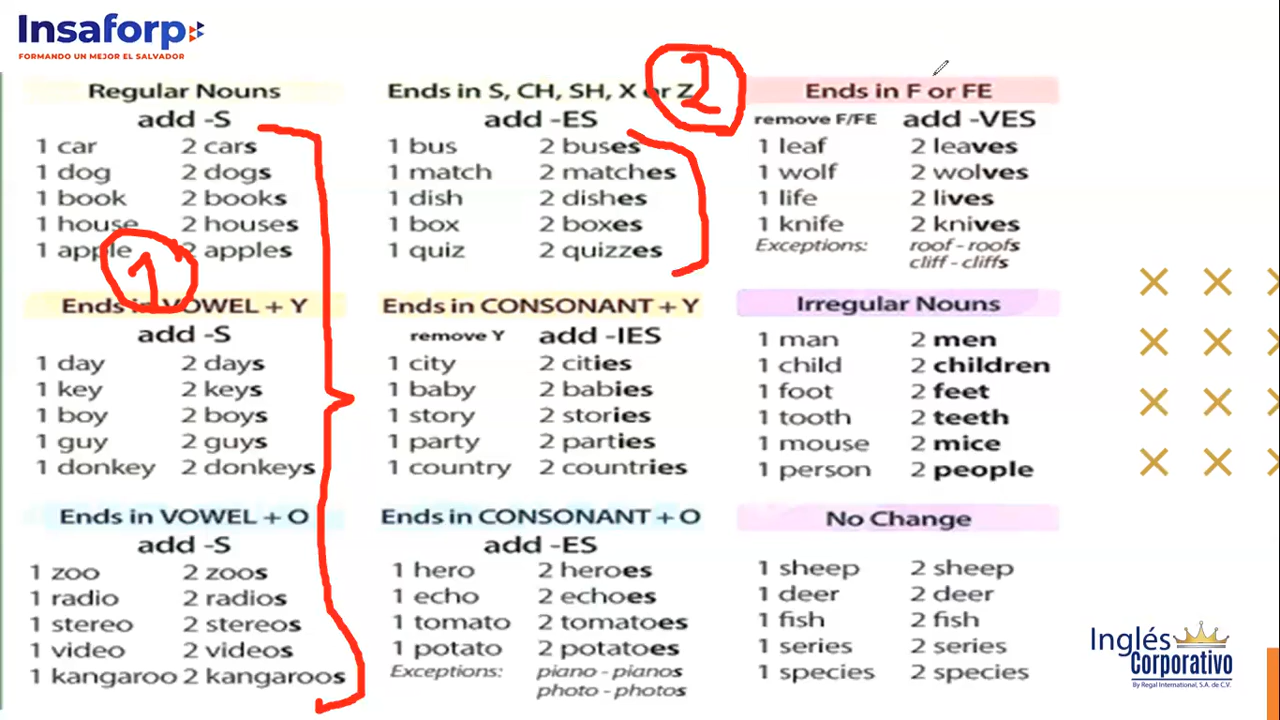 Insaforp
FORMANDO UN MEJOR EL SALVADOR
Regular Nouns
add -S
1 car 2 cars
1 dog 2 dogs
1 book 2 books
1 house 2 houses
1 apple 2 apples
1
Ends in VOWEL + Y
add -S
1 day 2 days
1 key 2 keys
1 boy 2 boys
1 guy 2 guys
1 donkey 2 donkeys
Ends in VOWEL + O
add -S
1 zoo 2 zoos
1 radio 2 radios
1 stereo 2 stereos
1 video 2 videos
1 kangaroo 2 kangaroos
Ends in S, CH, SH, X or Z
2
add -ES
1 bus 2 buses
1 match 2 matches
1 dish 2 dishes
1 box 2 boxes
1 quiz 2 quizzes
Ends in CONSONANT + Y
remove Y add -IES
1 city 2 cities
1 baby 2 babies
1 story 2 stories
1 party 2 parties
1 country 2 countries
Ends in CONSONANT + O
add -ES
1 hero 2 heroes
1 echo 2 echoes
1 tomato 2 tomatoes
1 potato 2 potatoes
Exceptions: piano - pianos
photo - photos
Ends in F or FE
remove F/FE add -VES
1 leaf 2 leaves
1 wolf 2 wolves
1 life 2 lives
1 knife 2 knives
Exceptions: roof - roofs
cliff - cliffs
Irregular Nouns
1 man 2 men
1 child 2 children
1 foot 2 feet
1 tooth 2 teeth
1 mouse 2 mice
1 person 2 people
No Change
1 sheep 2 sheep
1 deer 2 deer
1 fish 2 fish
1 series 2 series
1 species 2 species
Inglés
Corporativo
By Regal International, S.A. de C.V.